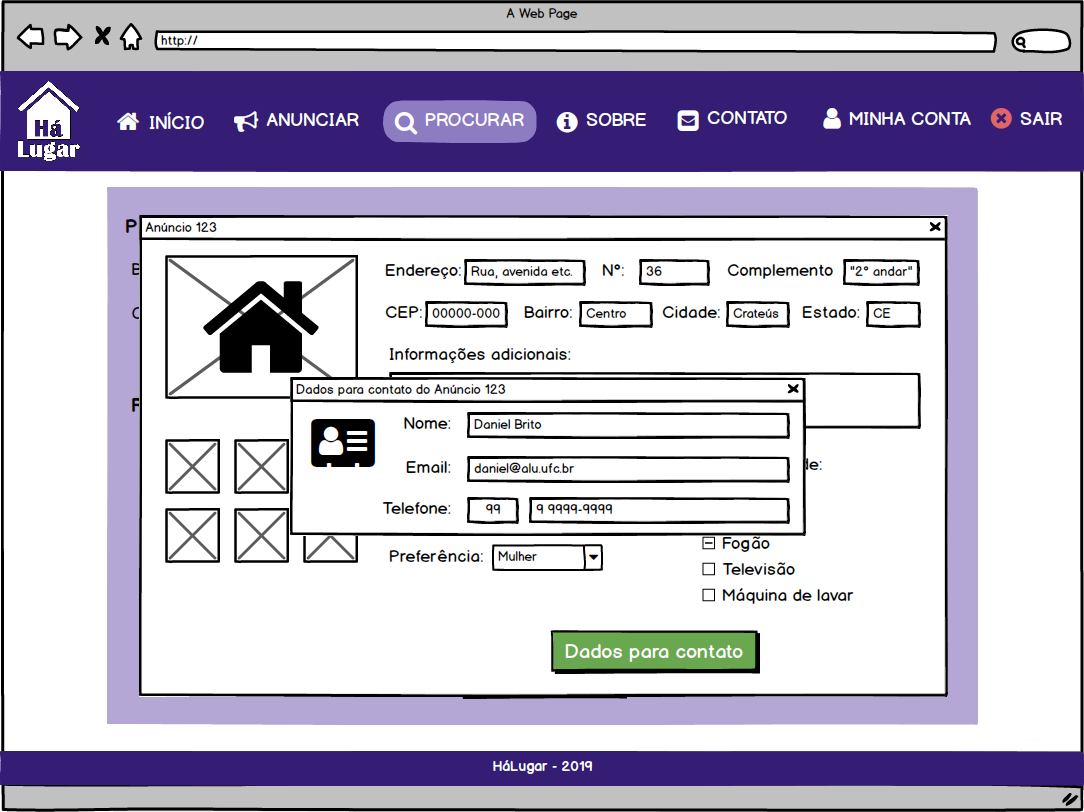 A Web Page
http://
Há
Lugar
INÍCIO
ANUNCIAR
PROCURAR
SOBRE
CONTATO
MINHA CONTA
SAIR
Anúncio 123
Endereço: Rua, avenida etc. Nº: 36 Complemento "2° andar"
CEP: 00000-000 Bairro: Centro Cidade: Crateús Estado: CE
Informações adicionais:
Dados para contato do Anúncio 123
Nome: Daniel Brito
Email: daniel@alu.ufc.br
Telefone: 99 9 9999-9999
Preferência: Mulher
Fogão
Televisão
Máquina de lavar
Dados para contato
HáLugar - 2019